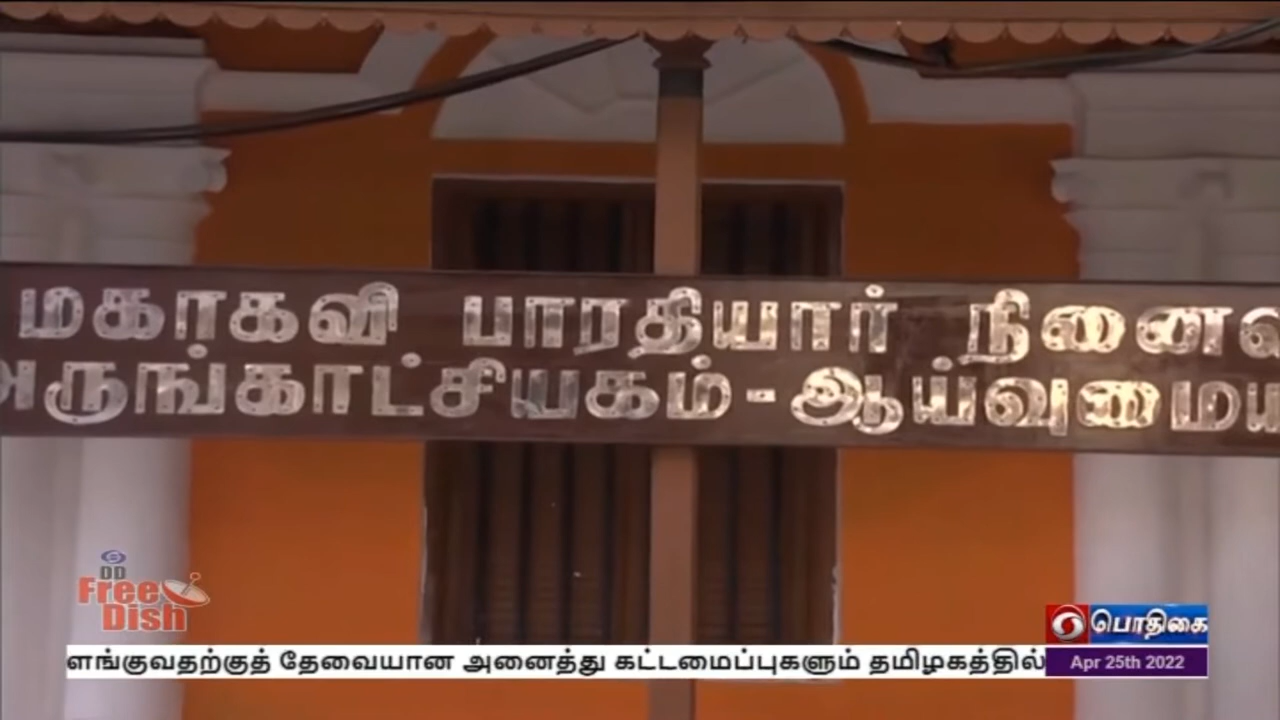 மகாகவி பாரதியார் நினைவ
அருங்காட்சியகம் - ஆய்வுமைய
DD
Free
Dish
பொதிகை
ளங்குவதற்குத் தேவையான அனைத்து கட்டமைப்புகளும் தமிழகத்தில்
Apr 25th 2022